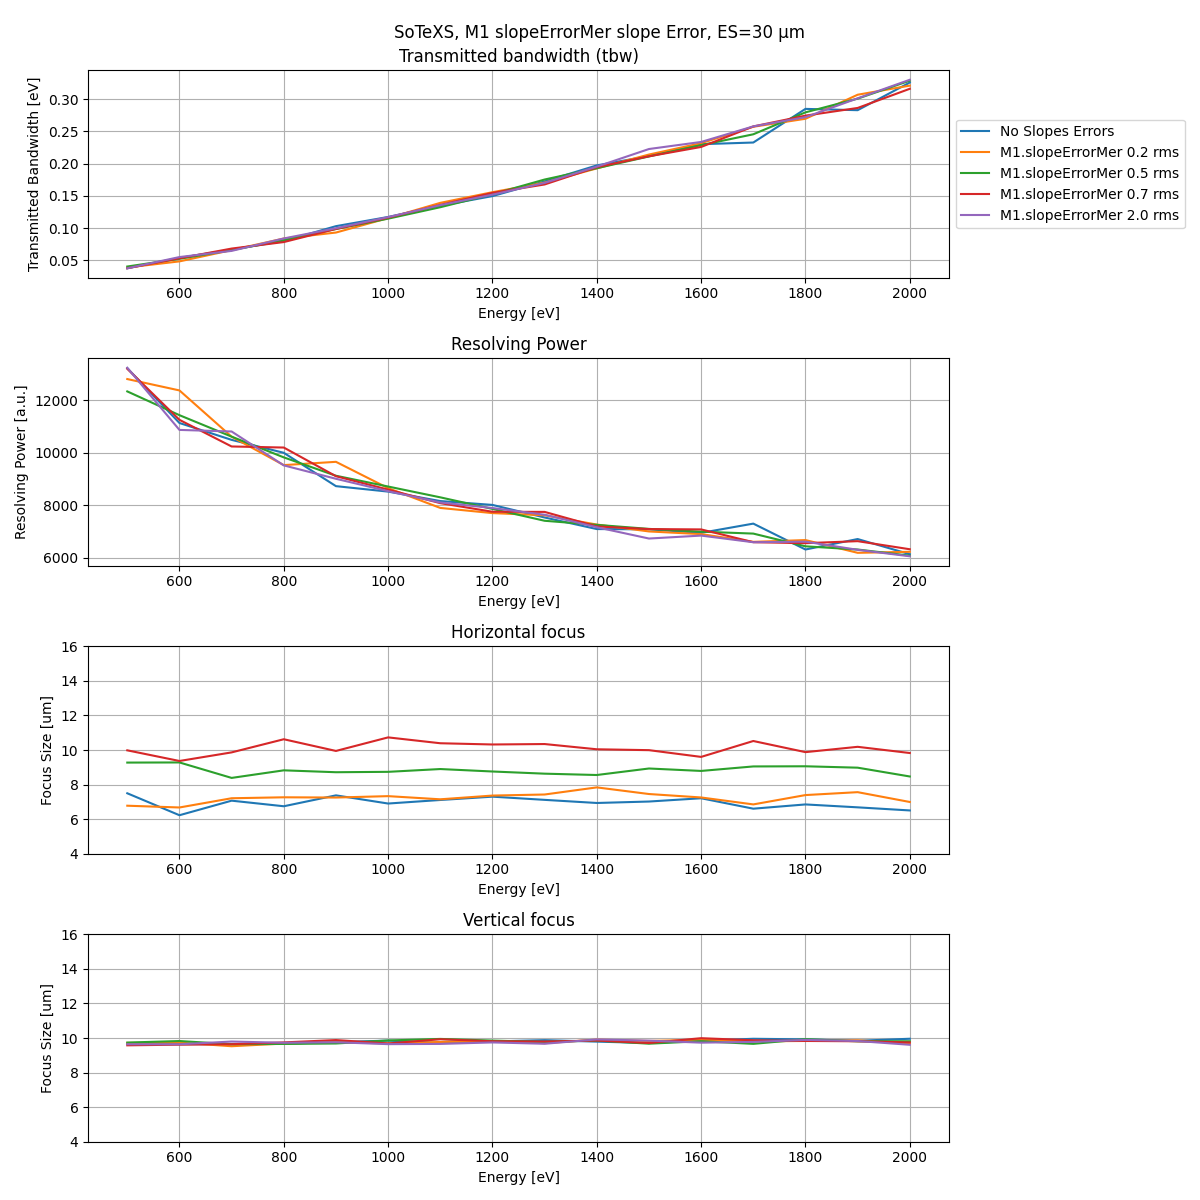 SoTeXS, M1 slopeErrorMer slope Error, ES=30 µm
Transmitted bandwidth (tbw)
Transmitted Bandwidth [eV]
0.30
0.25
0.20
0.15
0.10
0.05
600 800 1000 1200 1400 1600 1800 2000
Energy [eV]
No Slopes Errors
M1.slopeErrorMer 0.2 rms
M1.slopeErrorMer 0.5 rms
M1.slopeErrorMer 0.7 rms
M1.slopeErrorMer 2.0 rms
Resolving Power
Resolving Power [a.u.]
12000
10000
8000
6000
600 800 1000 1200 1400 1600 1800 2000
Energy [eV]
Horizontal focus
Focus Size [um]
16
14
12
10
8
6
4
600 800 1000 1200 1400 1600 1800 2000
Energy [eV]
Vertical focus
Focus Size [um]
16
14
12
10
8
6
4
600 800 1000 1200 1400 1600 1800 2000
Energy [eV]